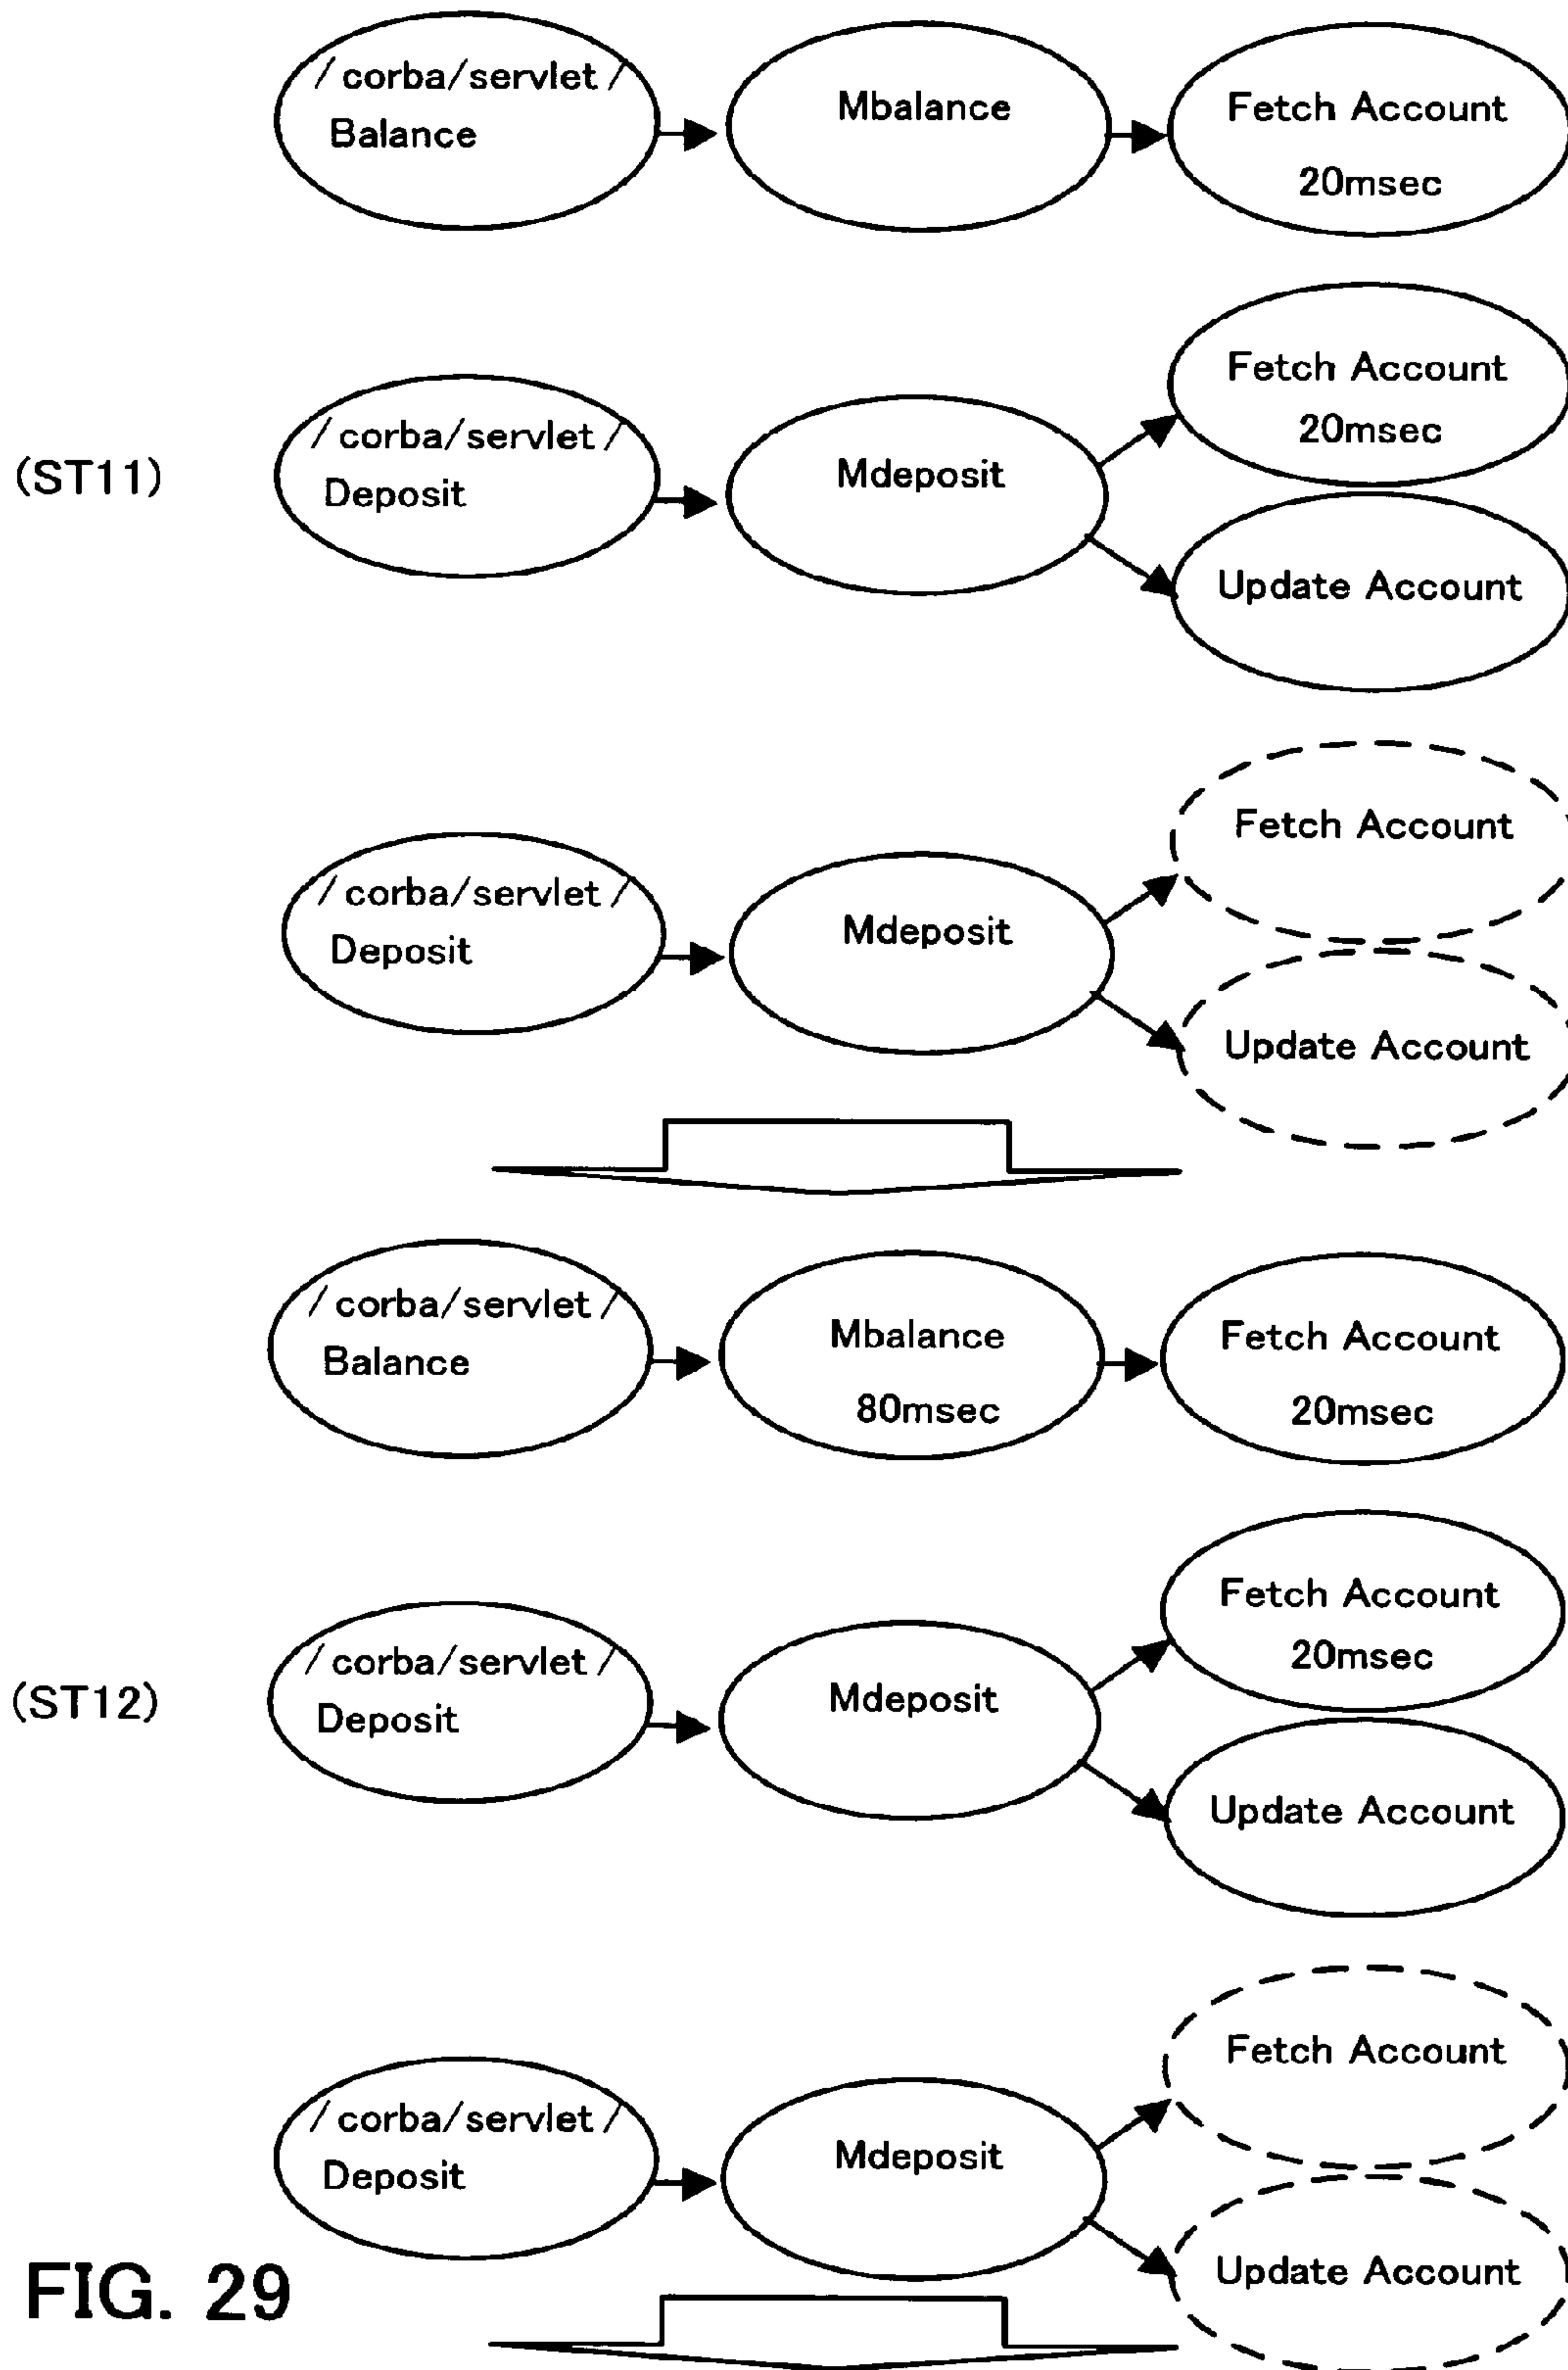 /corba/servlet/
Balance
Mbalance
Fetch Account
20msec
(ST11)
/corba/servlet/
Deposit
Mdeposit
Fetch Account
20msec
Update Account
/corba/servlet/
Deposit
Mdeposit
Fetch Account
Update Account
/corba/servlet/
Balance
Mbalance
80msec
Fetch Account
20msec
(ST12)
/corba/servlet/
Deposit
Mdeposit
Fetch Account
20msec
Update Account
/corba/servlet/
Deposit
Mdeposit
Fetch Account
Update Account
FIG. 29